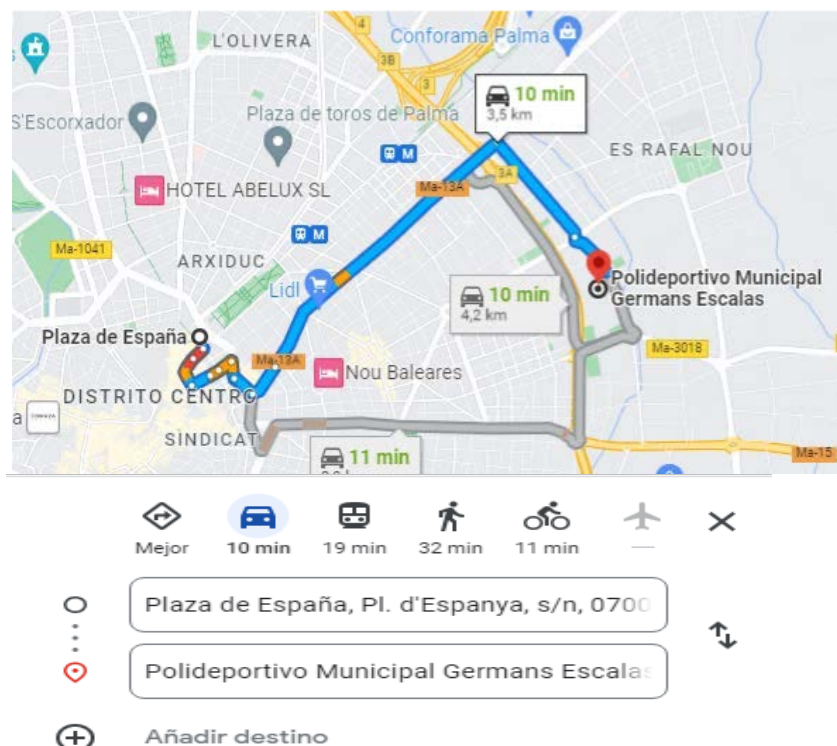 L'OLIVERA
4
Conforama Palma
3B
3
10 min
3,5 km
S'Escorxador
Plaza de toros de Palma
M
ES RAFAL NOU
3A
HOTEL ABELUX SL
Ma-13A
M
Ma-1041
ARXIDUC
Lidl
10 min
4,2 km
Polideportivo Municipal
Germans Escalas
Plaza de España
Ma-13A
Ma-3018
Nou Baleares
DISTRITO CENTRO
a
SINDICAT
11 min
Ma-15
Mejor
10 min
19 min
32 min
11 min
Plaza de España, Pl. d'Espanya, s/n, 0700
Polideportivo Municipal Germans Escalas
Añadir destino